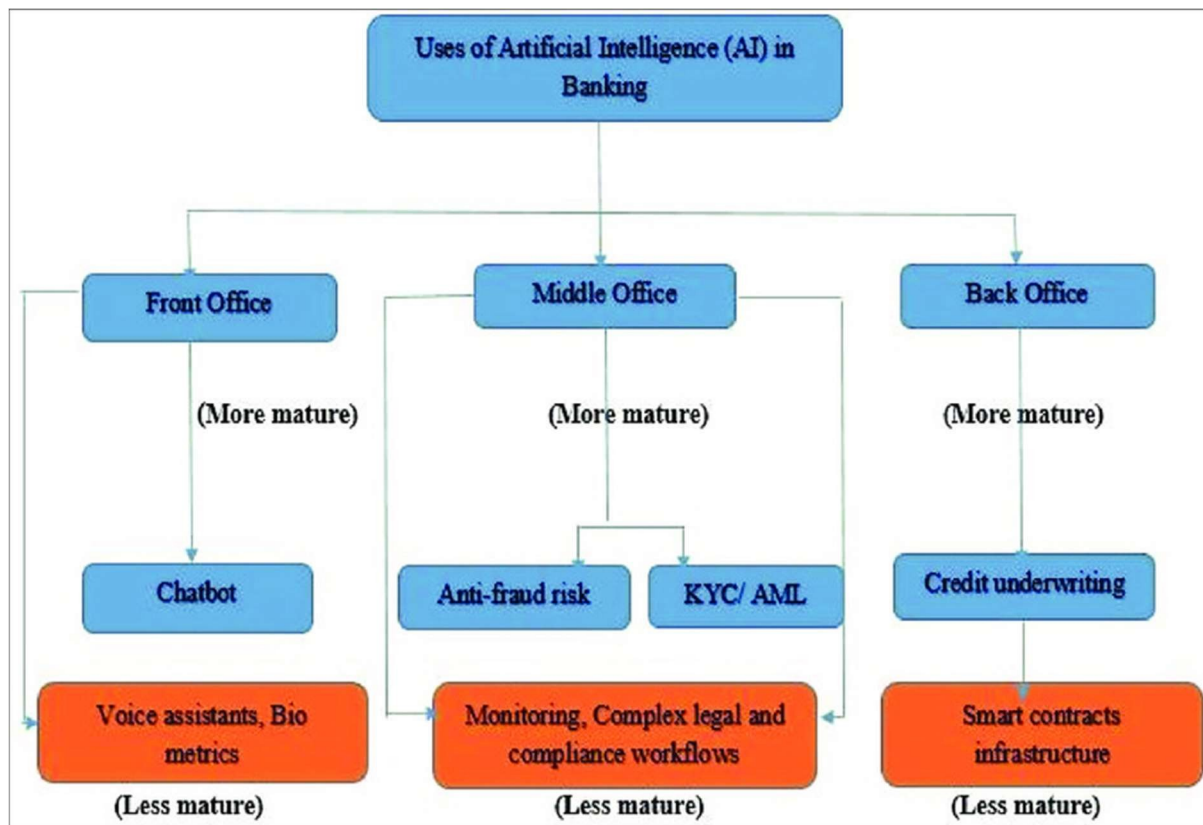 Uses of Artificial Intelligence (AI) in
Banking
Front Office
Middle Office
Back Office
(More mature)
(More mature)
(More mature)
Chatbot
Anti-fraud risk
KYC/ AML
Credit underwriting
Voice assistants, Bio
metrics
Monitoring, Complex legal and
compliance workflows
Smart contracts
infrastructure
(Less mature)
(Less mature)
(Less mature)